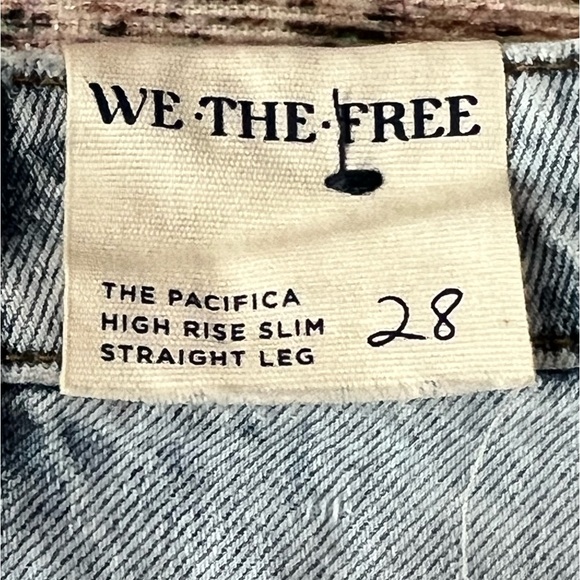 WE·THE·FREE
THE PACIFICA
HIGH RISE SLIM
STRAIGHT LEG
28